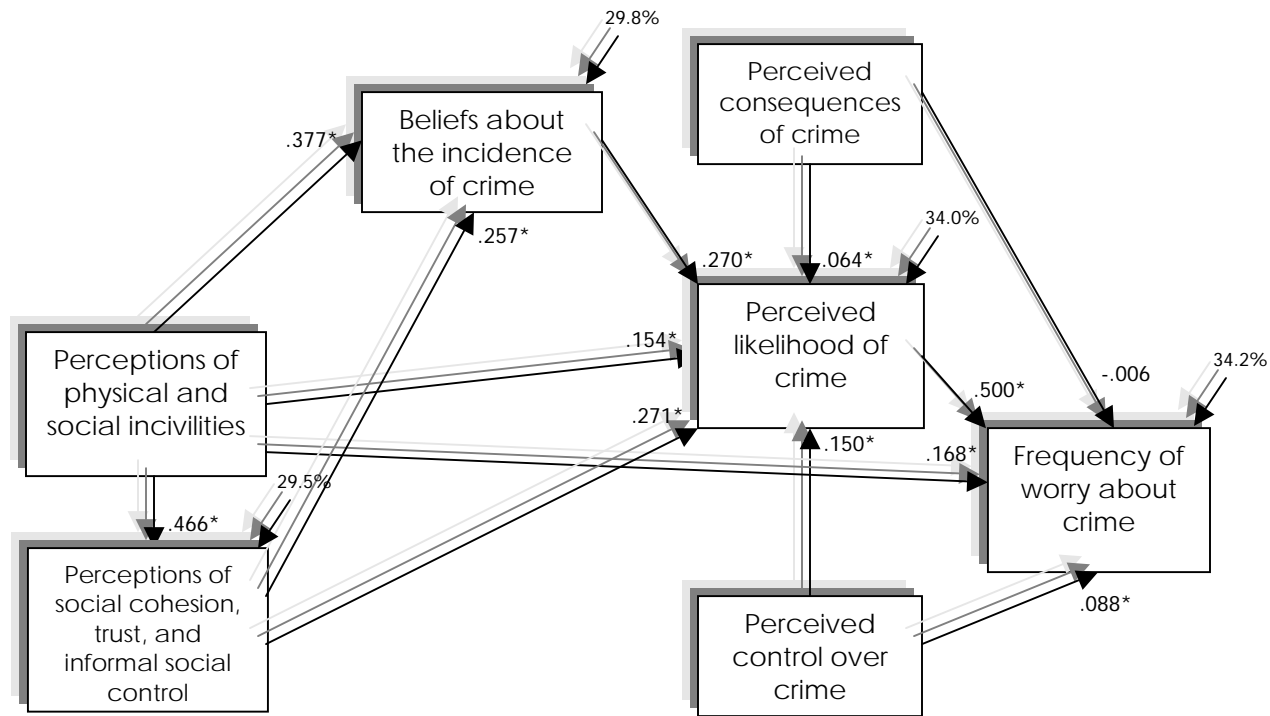 29.8%
Perceived
consequences
of crime
Beliefs about
the incidence
of crime
.377*
.257*
34.0%
.270*
.064*
Perceived
likelihood of
crime
.154*
.271*
.150*
34.2%
-.006
.500*
.168*
Frequency of
worry about
crime
.088*
Perceptions of
physical and
social incivilities
29.5%
.466*
Perceptions of
social cohesion,
trust, and
informal social
control
Perceived
control over
crime